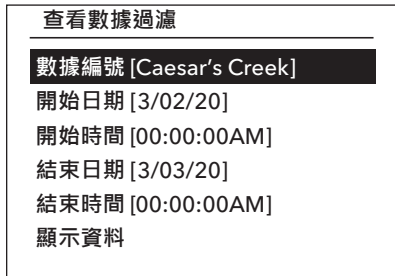 查看數據過濾
數據編號 [Caesar’s Creek]
開始日期 [3/02/20]
開始時間 [00:00:00AM]
結束日期 [3/03/20]
結束時間 [00:00:00AM]
顯示資料